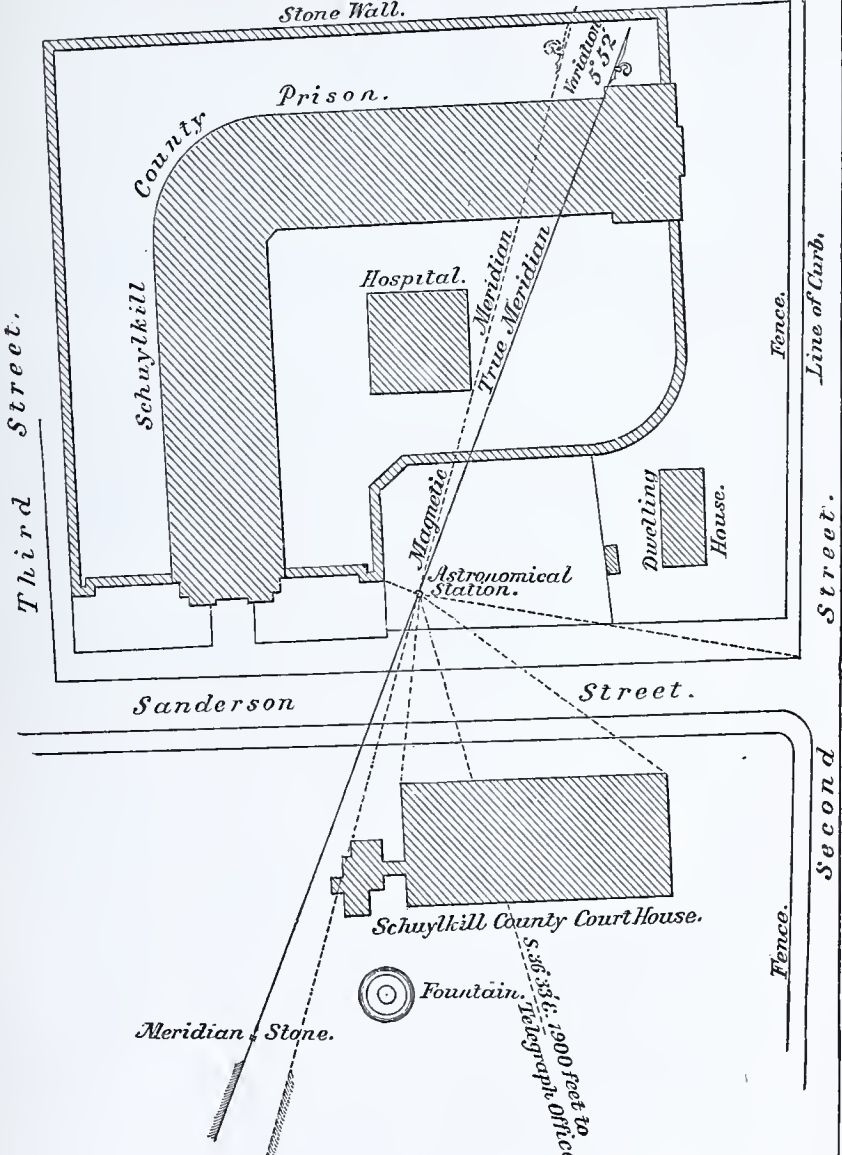 Stone Wall.
Variation
5°52'
Prison.
County
Schuylkill
Hospital.
Magnetic Meridian
True Meridian
Fence.
Line of Curb.
Third Street.
Dwelling
House.
Astronomical
Station.
Sanderson Street.
Second Street.
Schuylkill County Court House.
Fence.
Fountain.
S.36°33'E. 1900 feet to
Telegraph Office
Meridian Stone.